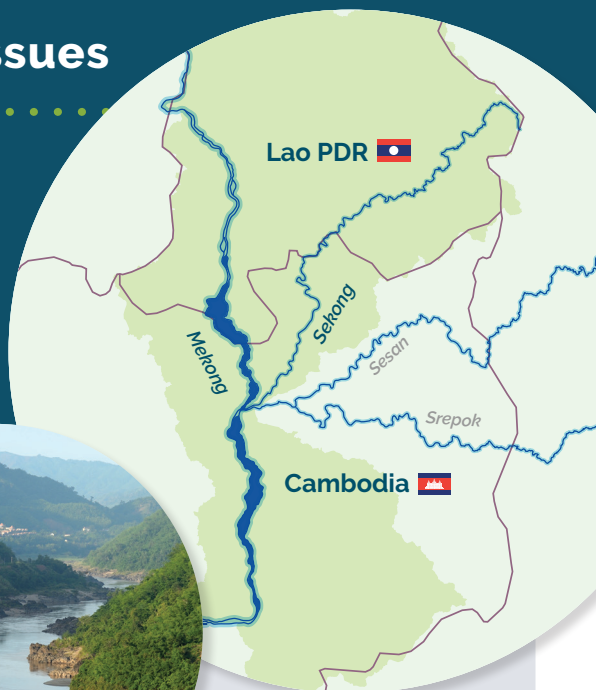 ssues
Lao PDR
Sekong
Mekong
Sesan
Srepok
Cambodia